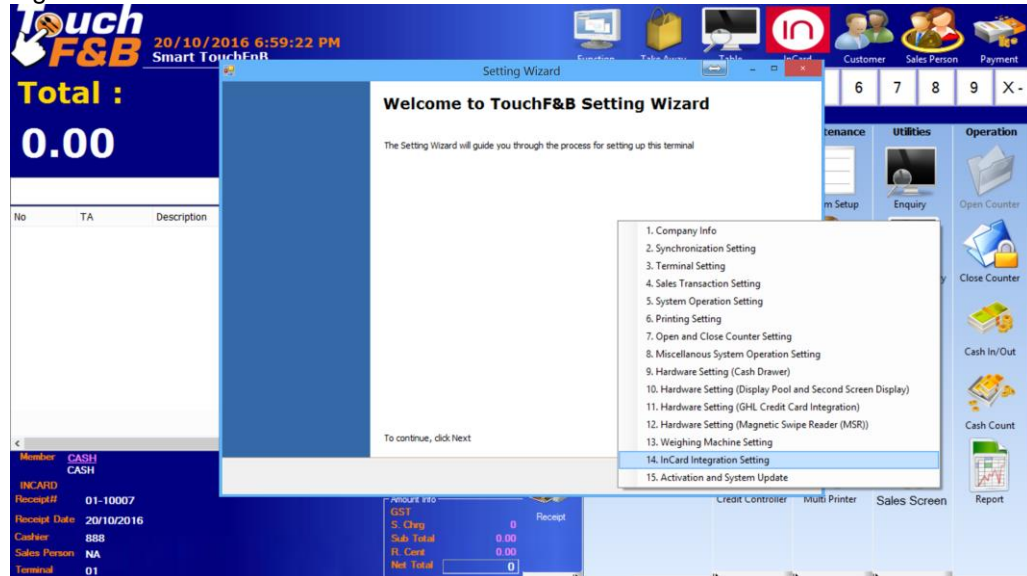 Touch
F&B
20/10/2016 6:59:22 PM
Smart TouchFnB
Function
Take Away
Table
InCard
Customer
Sales Person
Payment
in
Total :
0.00
6 7 8 9 X-
Setting Wizard
Welcome to TouchF&B Setting Wizard
The Setting Wizard will guide you through the process for setting up this terminal
To continue, click Next
tenance
Utilities
Operation
m Setup
Enquiry
Open Counter
Close Counter
Cash In/Out
Cash Count
Report
No TA Description
1. Company Info
2. Synchronization Setting
3. Terminal Setting
4. Sales Transaction Setting
5. System Operation Setting
6. Printing Setting
7. Open and Close Counter Setting
8. Miscellanous System Operation Setting
9. Hardware Setting (Cash Drawer)
10. Hardware Setting (Display Pool and Second Screen Display)
11. Hardware Setting (GHL Credit Card Integration)
12. Hardware Setting (Magnetic Swipe Reader (MSR))
13. Weighing Machine Setting
14. InCard Integration Setting
15. Activation and System Update
Credit Controller
Multi Printer
Sales Screen
Member CASH
CASH
INCARD
Receipt# 01-10007
Receipt Date 20/10/2016
Cashier 888
Sales Person NA
Terminal 01
Amount Info
GST
S. Chrg 0
Sub Total 0.00
R. Cent 0.00
Net Total 0
Receipt